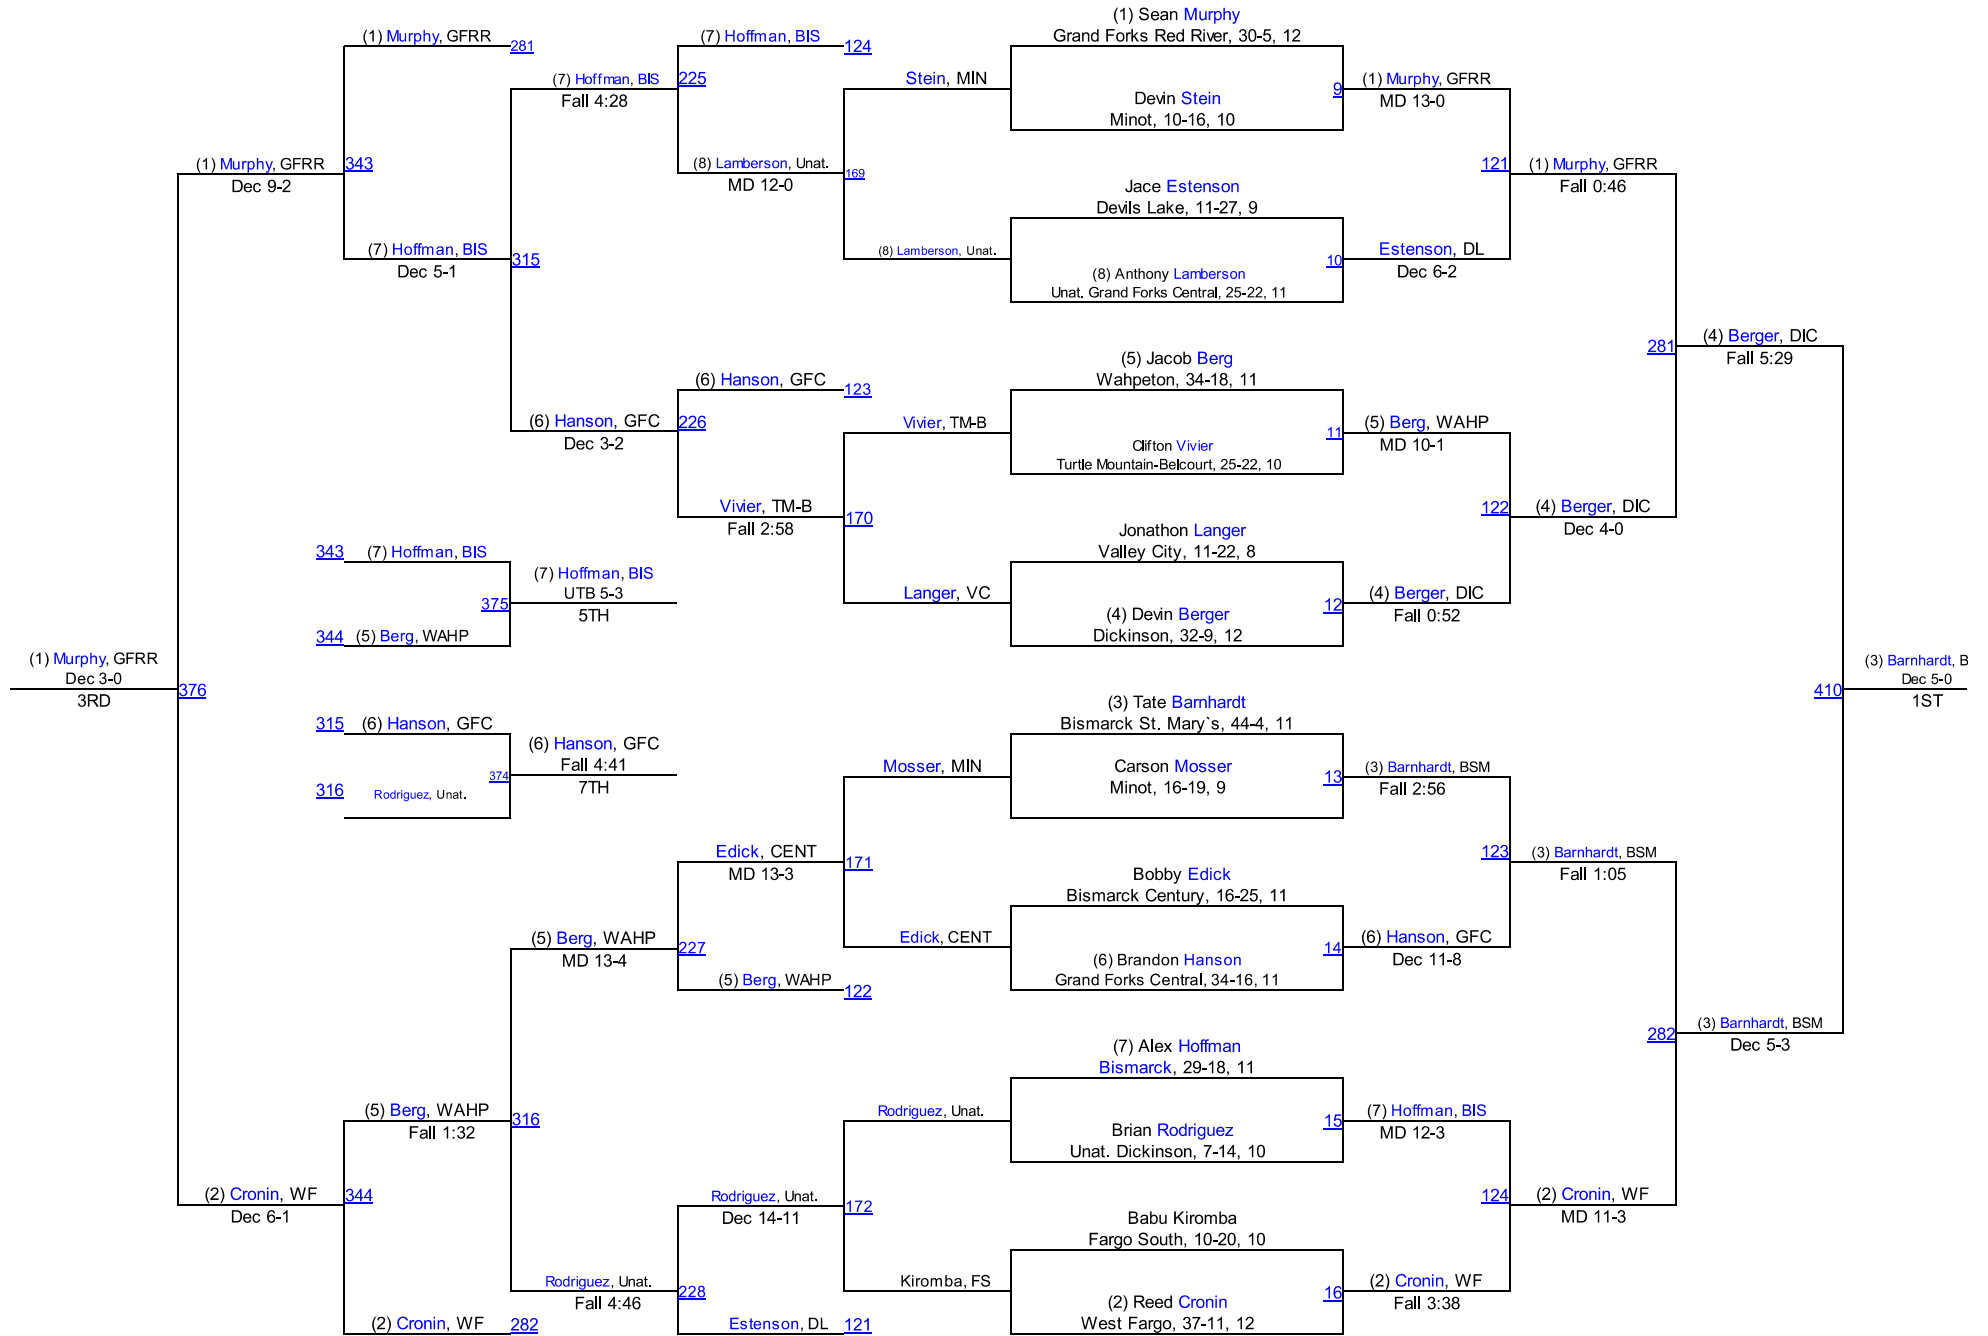 (1) Sean Murphy
Grand Forks Red River, 30-5, 12
(1) Murphy, GFRR
281
(7) Hoffman, BIS
124
(7) Hoffman, BIS
Fall 4:28
225
Stein, MIN
Devin Stein
Minot, 10-16, 10
9
(1) Murphy, GFRR
MD 13-0
(1) Murphy, GFRR
Dec 9-2
343
(8) Lamberson, Unat.
MD 12-0
169
Jace Estenson
Devils Lake, 11-27, 9
121
(1) Murphy, GFRR
Fall 0:46
(7) Hoffman, BIS
Dec 5-1
315
(8) Lamberson, Unat.
(8) Anthony Lamberson
Unat. Grand Forks Central, 25-22, 11
10
Estenson, DL
Dec 6-2
281
(4) Berger, DIC
Fall 5:29
(5) Jacob Berg
Wahpeton, 34-18, 11
(6) Hanson, GFC
123
(6) Hanson, GFC
Dec 3-2
226
Vivier, TM-B
Clifton Vivier
Turtle Mountain-Belcourt, 25-22, 10
11
(5) Berg, WAHP
MD 10-1
Vivier, TM-B
Fall 2:58
170
Jonathon Langer
Valley City, 11-22, 8
122
(4) Berger, DIC
Dec 4-0
343
(7) Hoffman, BIS
(7) Hoffman, BIS
UTB 5-3
5TH
375
344
(5) Berg, WAHP
Langer, VC
(4) Devin Berger
Dickinson, 32-9, 12
12
(4) Berger, DIC
Fall 0:52
(1) Murphy, GFRR
Dec 3-0
3RD
376
410
(3) Barnhardt, B
Dec 5-0
1ST
315
(6) Hanson, GFC
(6) Hanson, GFC
Fall 4:41
7TH
374
316
Rodriguez, Unat.
(3) Tate Barnhardt
Bismarck St. Mary`s, 44-4, 11
Mosser, MIN
Carson Mosser
Minot, 16-19, 9
13
(3) Barnhardt, BSM
Fall 2:56
Edick, CENT
MD 13-3
171
Bobby Edick
Bismarck Century, 16-25, 11
123
(3) Barnhardt, BSM
Fall 1:05
(5) Berg, WAHP
MD 13-4
227
Edick, CENT
(6) Brandon Hanson
Grand Forks Central, 34-16, 11
14
(6) Hanson, GFC
Dec 11-8
(5) Berg, WAHP
122
282
(3) Barnhardt, BSM
Dec 5-3
(7) Alex Hoffman
Bismarck, 29-18, 11
(5) Berg, WAHP
Fall 1:32
316
Rodriguez, Unat.
Brian Rodriguez
Unat. Dickinson, 7-14, 10
15
(7) Hoffman, BIS
MD 12-3
(2) Cronin, WF
Dec 6-1
344
Rodriguez, Unat.
Dec 14-11
172
Babu Kiromba
Fargo South, 10-20, 10
124
(2) Cronin, WF
MD 11-3
Rodriguez, Unat.
Fall 4:46
228
Kiromba, FS
(2) Reed Cronin
West Fargo, 37-11, 12
16
(2) Cronin, WF
Fall 3:38
(2) Cronin, WF
282
Estenson, DL
121